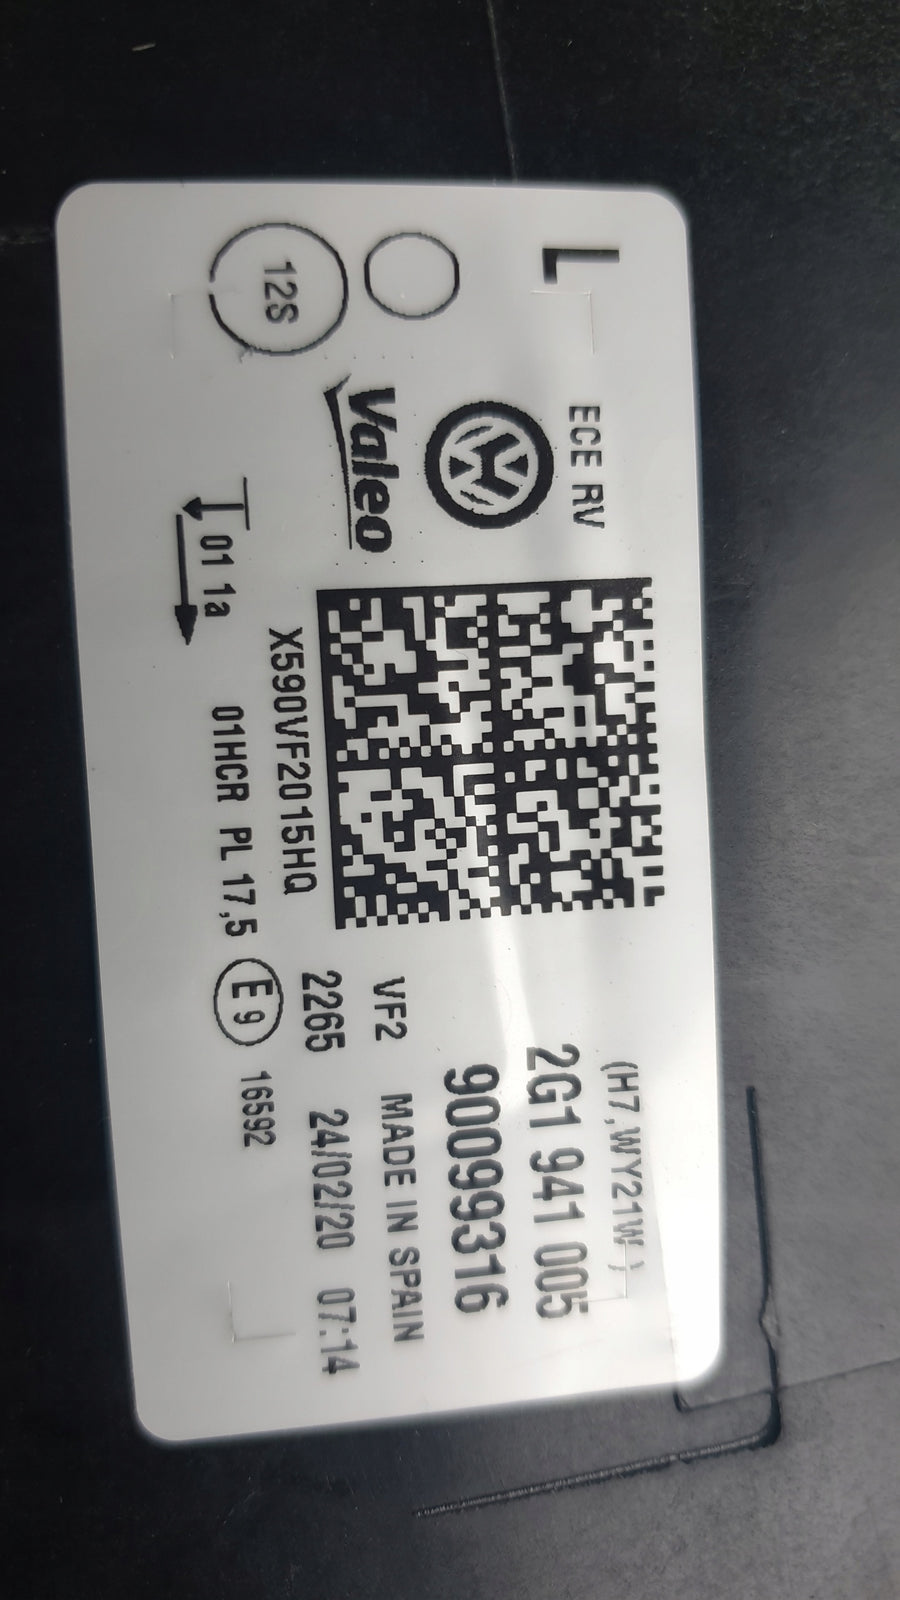 L
ECE RV
(H7,WY21W )
2G1 941 005
90099316
Valeo
VF2 MADE IN SPAIN
12S
X590VF2015HQ
2265 24/02/20 07:14
01 1a
01HCR PL 17,5 E9 16592